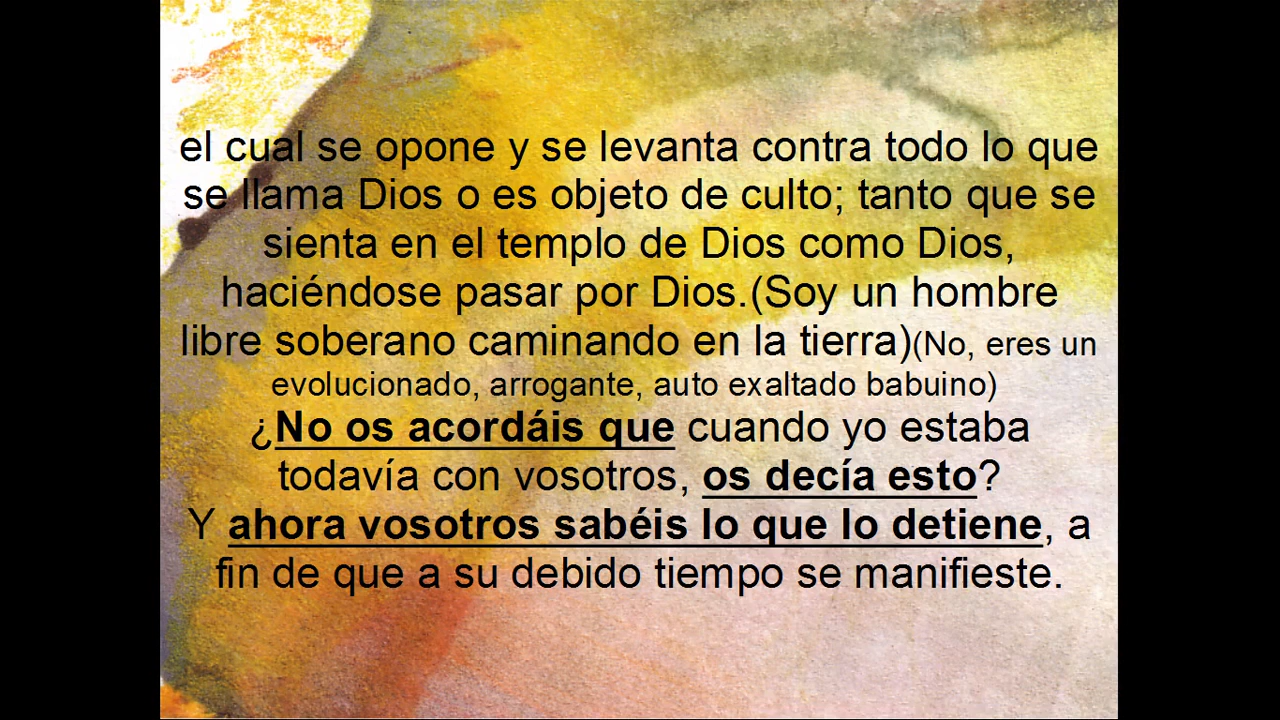 el cual se opone y se levanta contra todo lo que
se llama Dios o es objeto de culto; tanto que se
sienta en el templo de Dios como Dios,
haciéndose pasar por Dios.(Soy un hombre
libre soberano caminando en la tierra)(No, eres un
evolucionado, arrogante, auto exaltado babuino)
¿No os acordáis que cuando yo estaba
todavía con vosotros, os decía esto?
Y ahora vosotros sabéis lo que lo detiene, a
fin de que a su debido tiempo se manifieste.